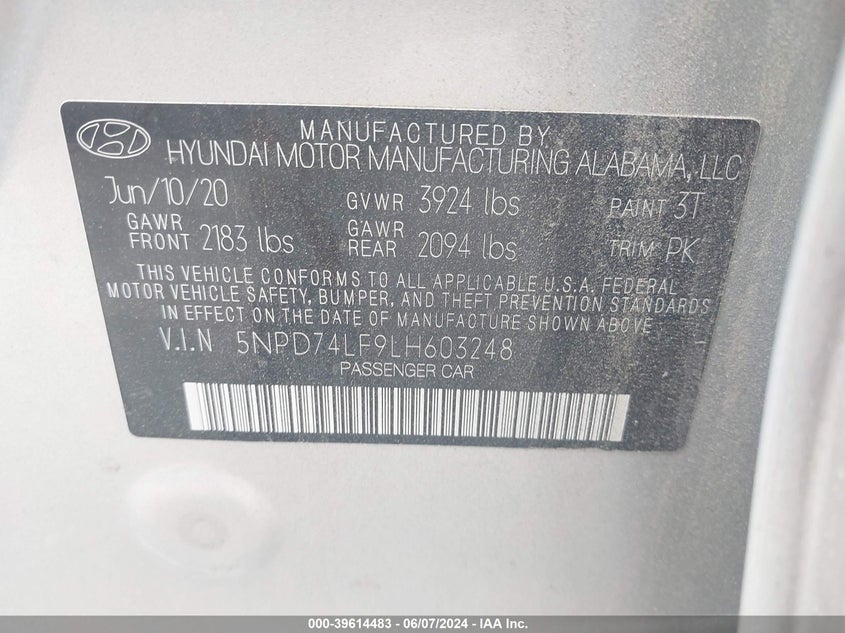 MANUFACTURED BY
HYUNDAI MOTOR MANUFACTURING ALABAMA, LLC
Jun/10/20 GVWR 3924 lbs PAINT 3T
GAWR FRONT 2183 lbs GAWR REAR 2094 lbs TRIM PK
THIS VEHICLE CONFORMS TO ALL APPLICABLE U.S.A. FEDERAL
MOTOR VEHICLE SAFETY, BUMPER, AND THEFT PREVENTION STANDARDS
IN EFFECT ON THE DATE OF MANUFACTURE SHOWN ABOVE
V.I.N 5NPD74LF9LH603248
PASSENGER CAR
000-39614483 - 06/07/2024 - IAA Inc.